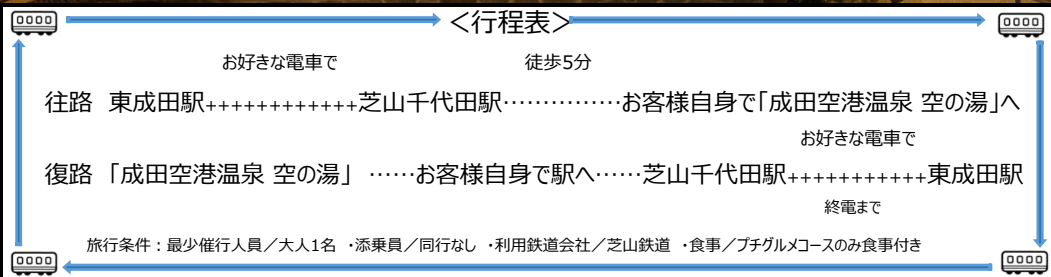 ＜行程表＞
お好きな電車で 徒歩5分
往路 東成田駅++++++++++++芝山千代田駅……………お客様自身で「成田空港温泉 空の湯」へ
お好きな電車で
復路 「成田空港温泉 空の湯」 ……お客様自身で駅へ……芝山千代田駅+++++++++++東成田駅
終電まで
旅行条件：最少催行人員／大人1名 ・添乗員／同行なし ・利用鉄道会社／芝山鉄道 ・食事／プチグルメコースのみ食事付き